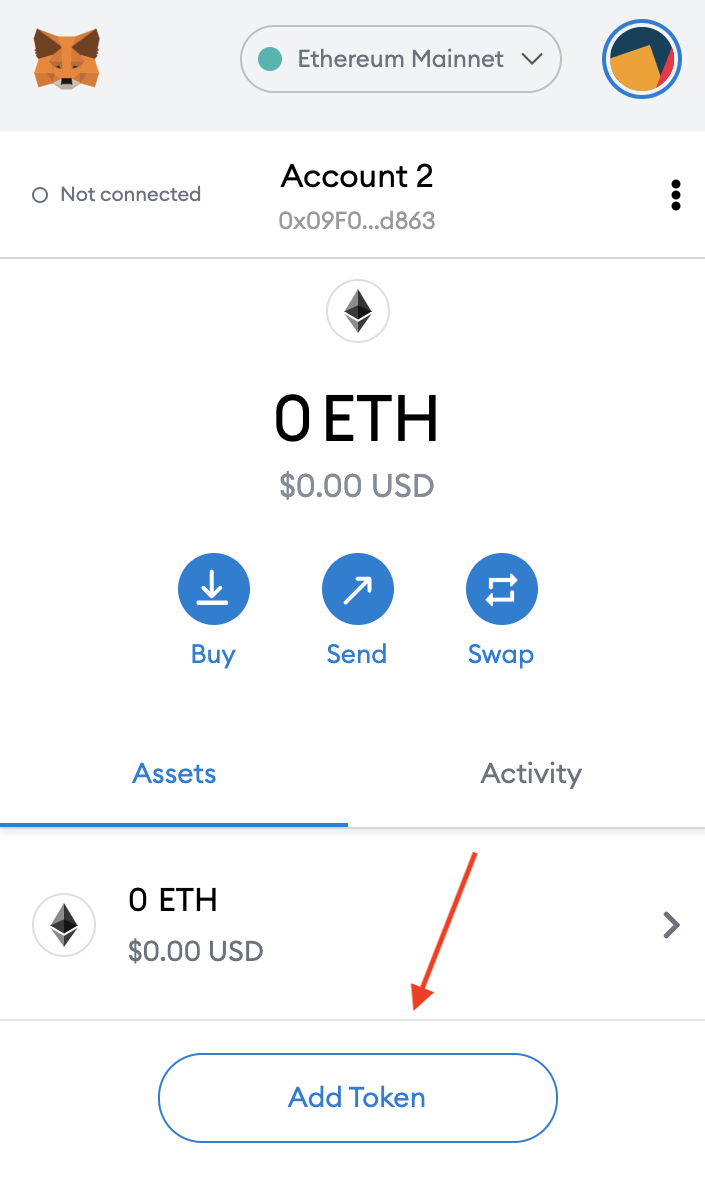 Ethereum Mainnet
Not connected
Account 2
0x09F0...d863
0 ETH
$0.00 USD
Buy
Send
Swap
Assets
Activity
0 ETH
$0.00 USD
Add Token